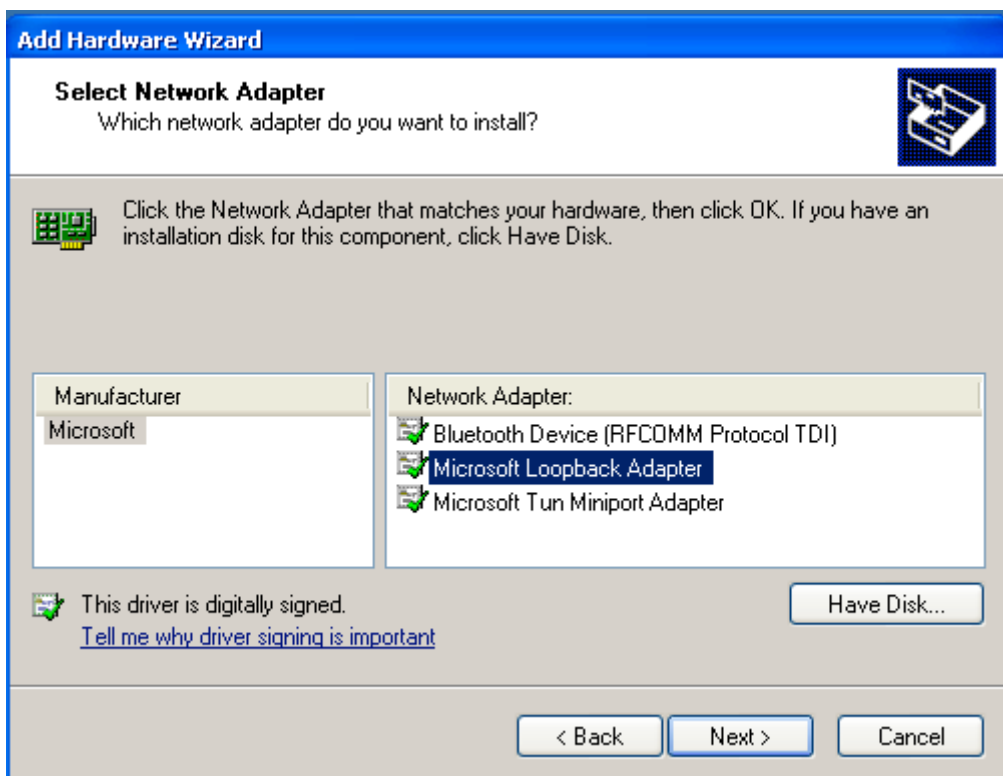 Add Hardware Wizard
Select Network Adapter
Which network adapter do you want to install?
Click the Network Adapter that matches your hardware, then click OK. If you have an
installation disk for this component, click Have Disk.
Manufacturer
Microsoft
Network Adapter:
Bluetooth Device (RFCOMM Protocol TDI)
Microsoft Loopback Adapter
Microsoft Tun Miniport Adapter
This driver is digitally signed.
Tell me why driver signing is important
Have Disk...
< Back
Next >
Cancel